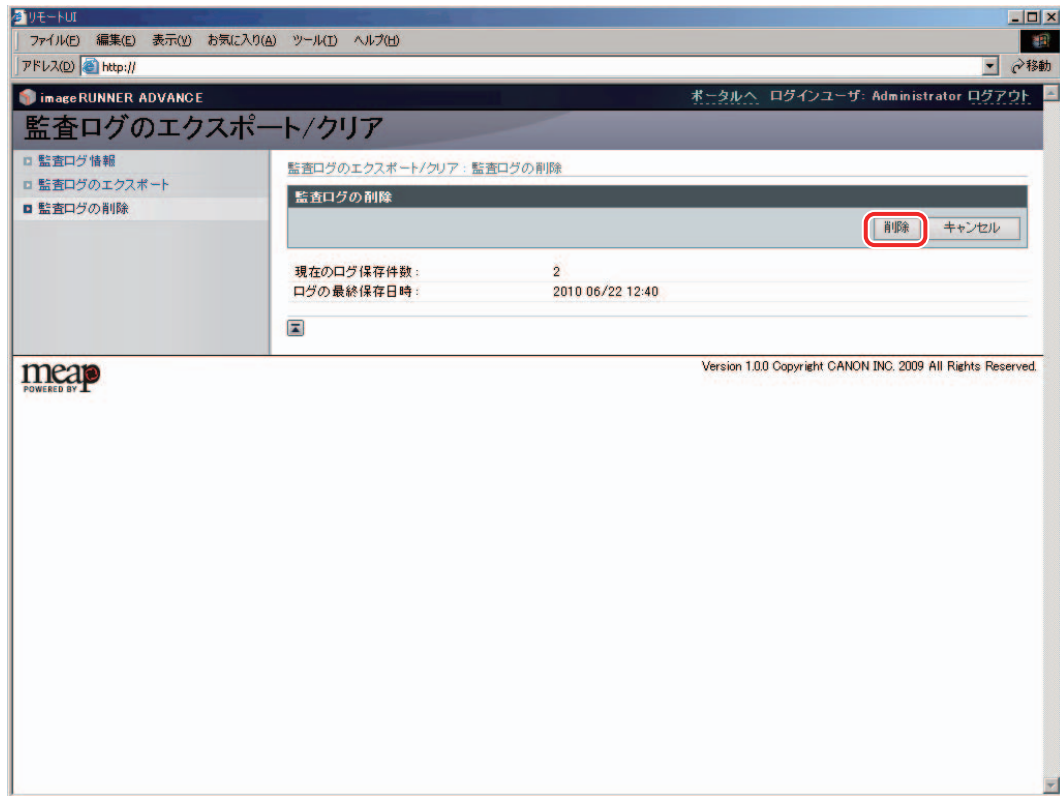 リモートUI
ファイル(F) 編集(E) 表示(V) お気に入り(A) ツール(T) ヘルプ(H)
アドレス(D) http:// 移動
imageRUNNER ADVANCE ポータルへ ログインユーザ: Administrator ログアウト
監査ログのエクスポート/クリア
監査ログ情報
監査ログのエクスポート
監査ログの削除
監査ログのエクスポート/クリア : 監査ログの削除
監査ログの削除
削除 キャンセル
現在のログ保存件数 : 2
ログの最終保存日時 : 2010 06/22 12:40
meap
POWERED BY
Version 1.0.0 Copyright CANON INC. 2009 All Rights Reserved.